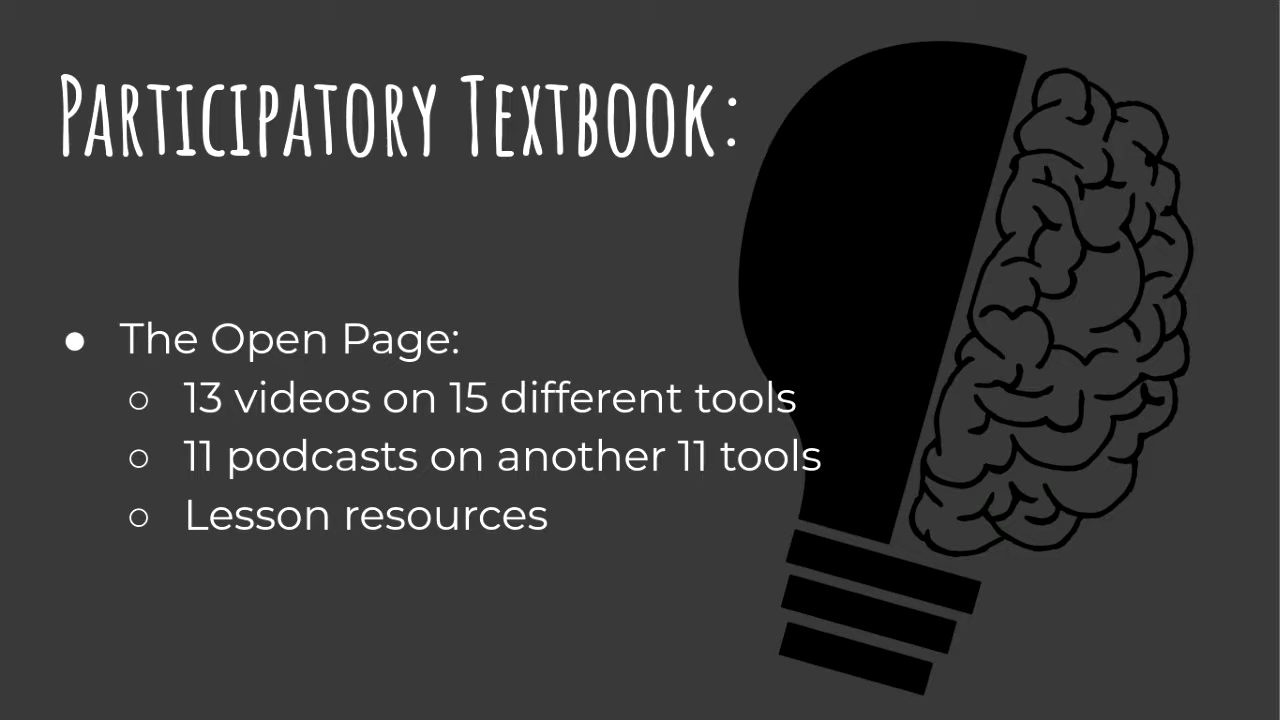 Participatory Textbook:
● The Open Page:
○ 13 videos on 15 different tools
○ 11 podcasts on another 11 tools
○ Lesson resources